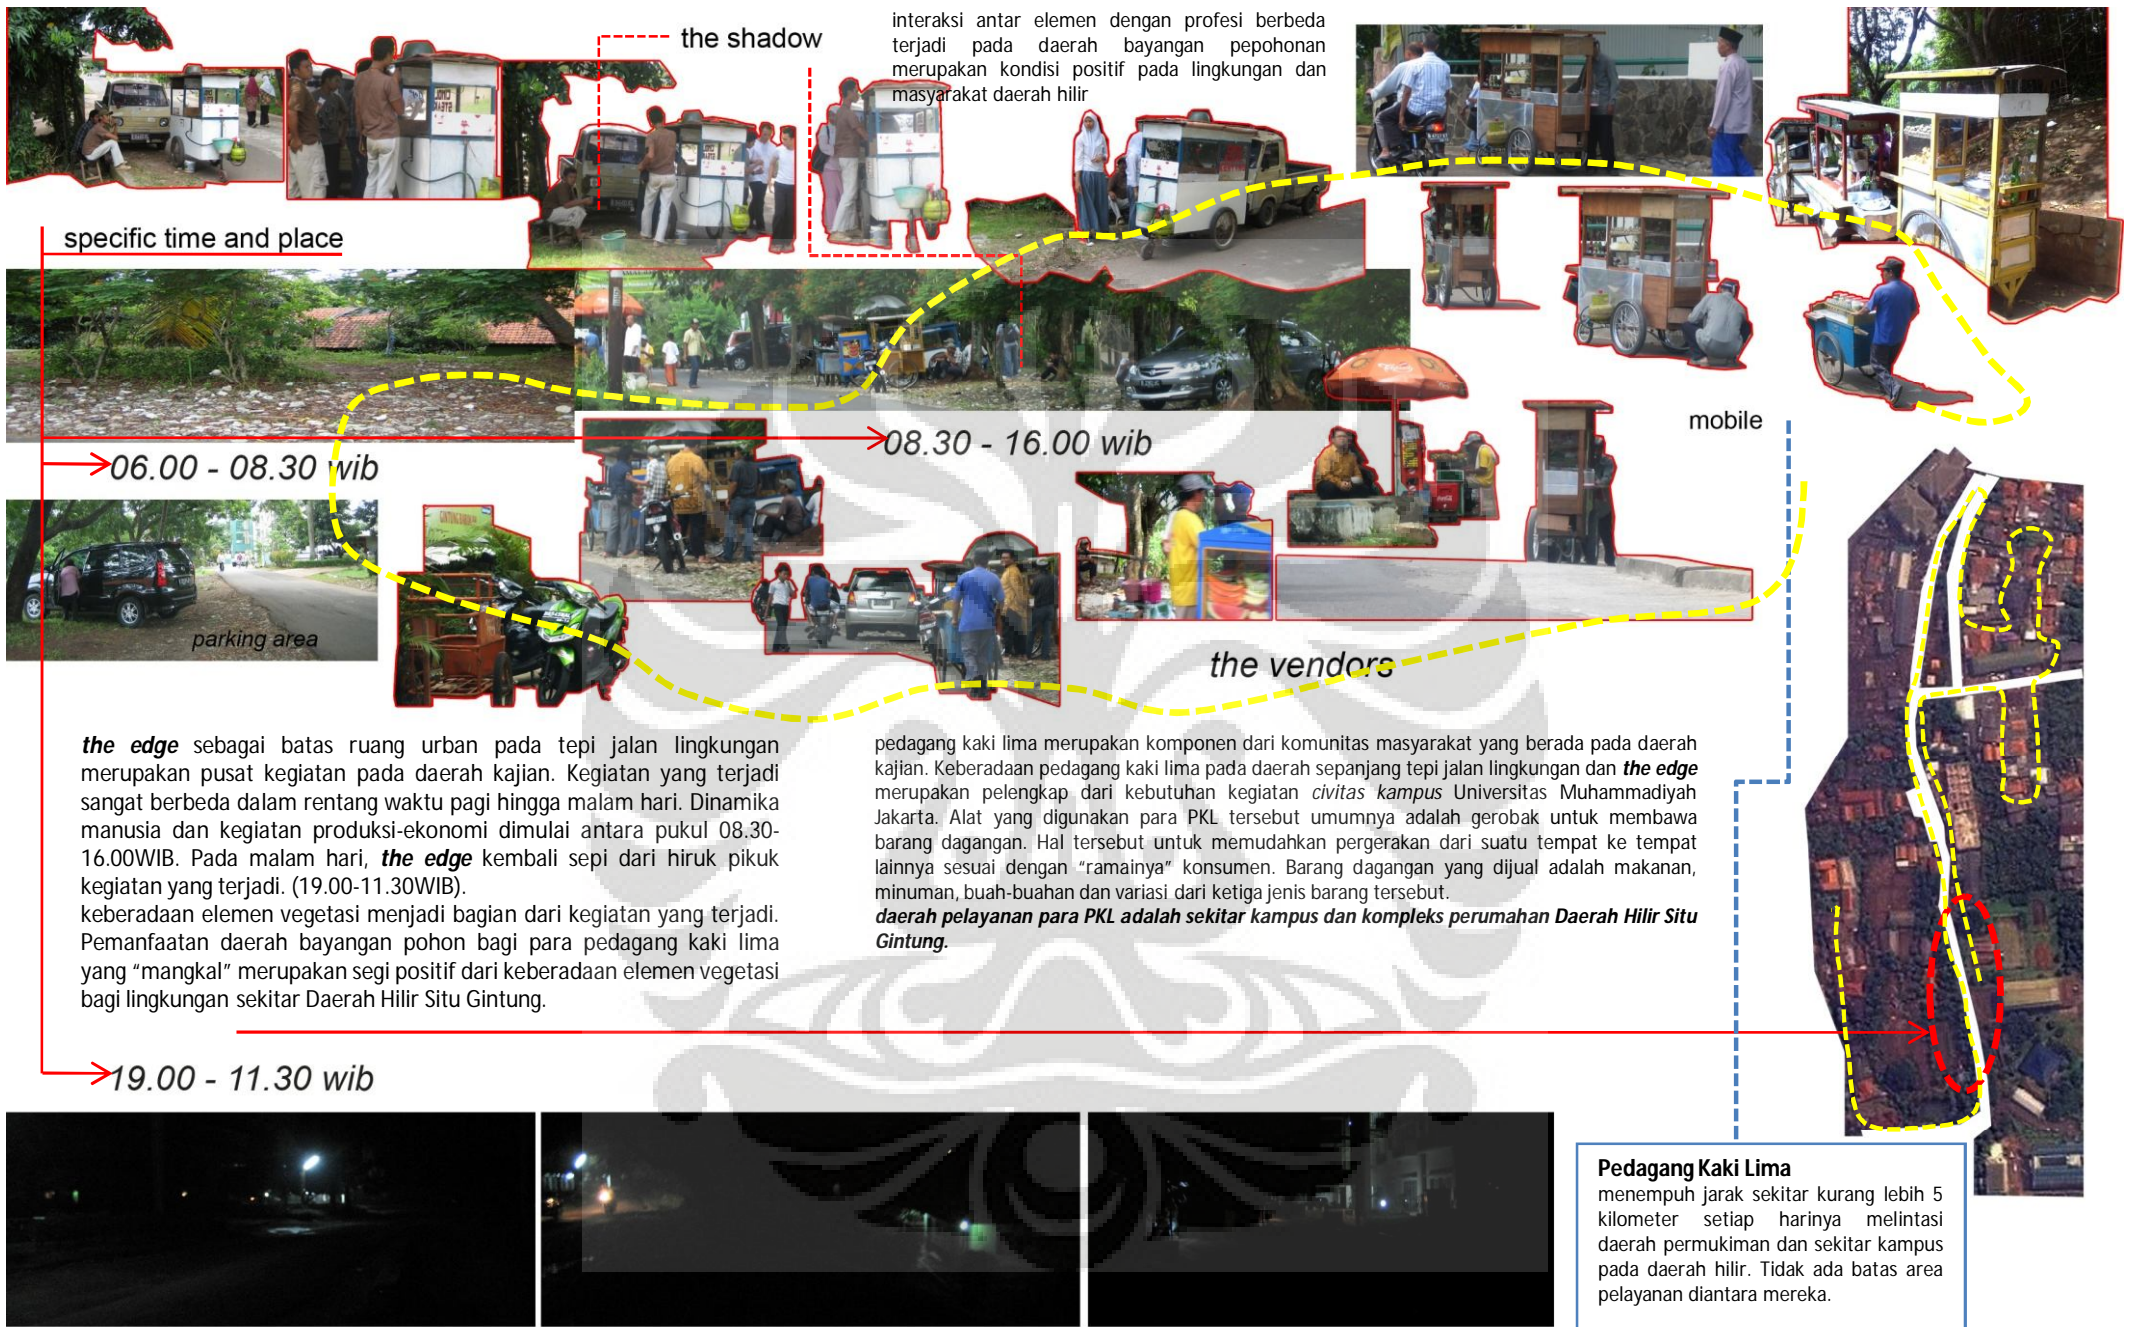 the shadow
interaksi antar elemen dengan profesi berbeda
terjadi pada daerah bayangan pepohonan
merupakan kondisi positif pada lingkungan dan
masyarakat daerah hilir
specific time and place
06.00 - 08.30 wib
08.30 - 16.00 wib
mobile
parking area
the vendors
the edge sebagai batas ruang urban pada tepi jalan lingkungan
merupakan pusat kegiatan pada daerah kajian. Kegiatan yang terjadi
sangat berbeda dalam rentang waktu pagi hingga malam hari. Dinamika
manusia dan kegiatan produksi-ekonomi dimulai antara pukul 08.30-
16.00WIB. Pada malam hari, the edge kembali sepi dari hiruk pikuk
kegiatan yang terjadi. (19.00-11.30WIB).
keberadaan elemen vegetasi menjadi bagian dari kegiatan yang terjadi.
Pemanfaatan daerah bayangan pohon bagi para pedagang kaki lima
yang “mangkal” merupakan segi positif dari keberadaan elemen vegetasi
bagi lingkungan sekitar Daerah Hilir Situ Gintung.
pedagang kaki lima merupakan komponen dari komunitas masyarakat yang berada pada daerah
kajian. Keberadaan pedagang kaki lima pada daerah sepanjang tepi jalan lingkungan dan the edge
merupakan pelengkap dari kebutuhan kegiatan civitas kampus Universitas Muhammadiyah
Jakarta. Alat yang digunakan para PKL tersebut umumnya adalah gerobak untuk membawa
barang dagangan. Hal tersebut untuk memudahkan pergerakan dari suatu tempat ke tempat
lainnya sesuai dengan “ramainya” konsumen. Barang dagangan yang dijual adalah makanan,
minuman, buah-buahan dan variasi dari ketiga jenis barang tersebut.
daerah pelayanan para PKL adalah sekitar kampus dan kompleks perumahan Daerah Hilir Situ
Gintung.
19.00 - 11.30 wib
Pedagang Kaki Lima
menempuh jarak sekitar kurang lebih 5
kilometer setiap harinya melintasi
daerah permukiman dan sekitar kampus
pada daerah hilir. Tidak ada batas area
pelayanan diantara mereka.